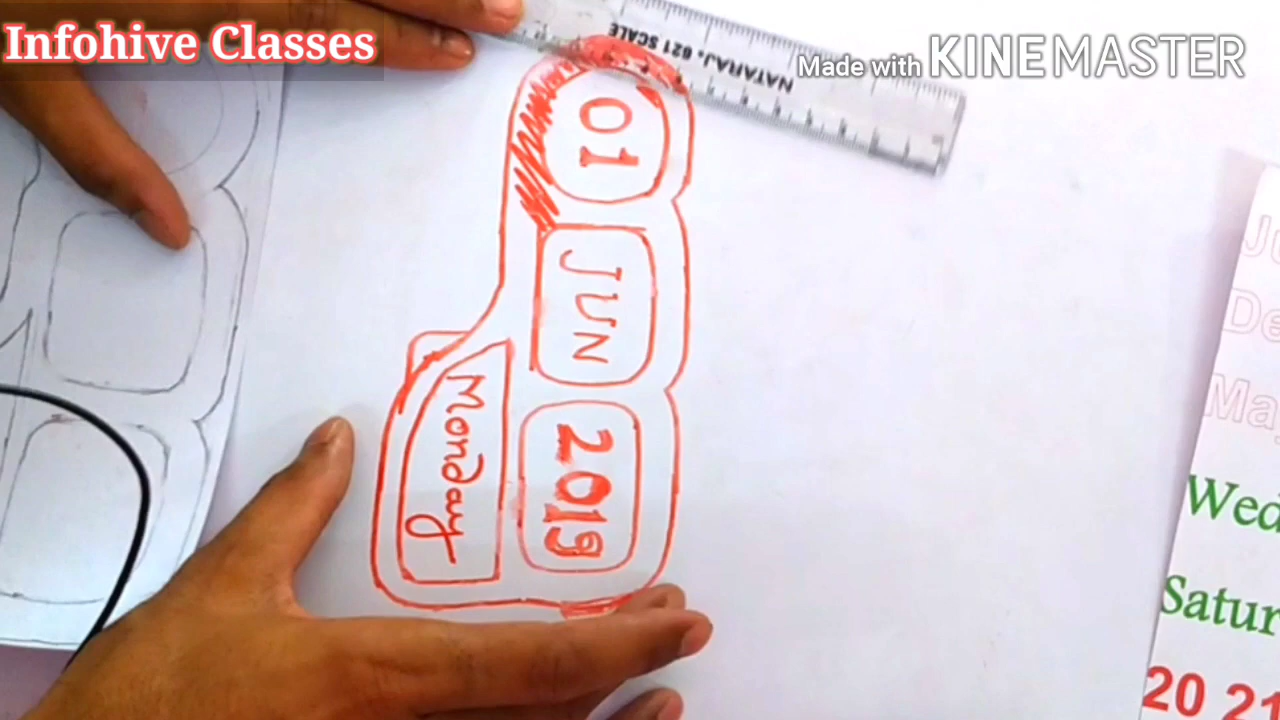 Infohive Classes
Made with KINEMASTER
NATARAJ. 621 SCALE
01
JUN
2019
Monday
Wed
Satur
20 21